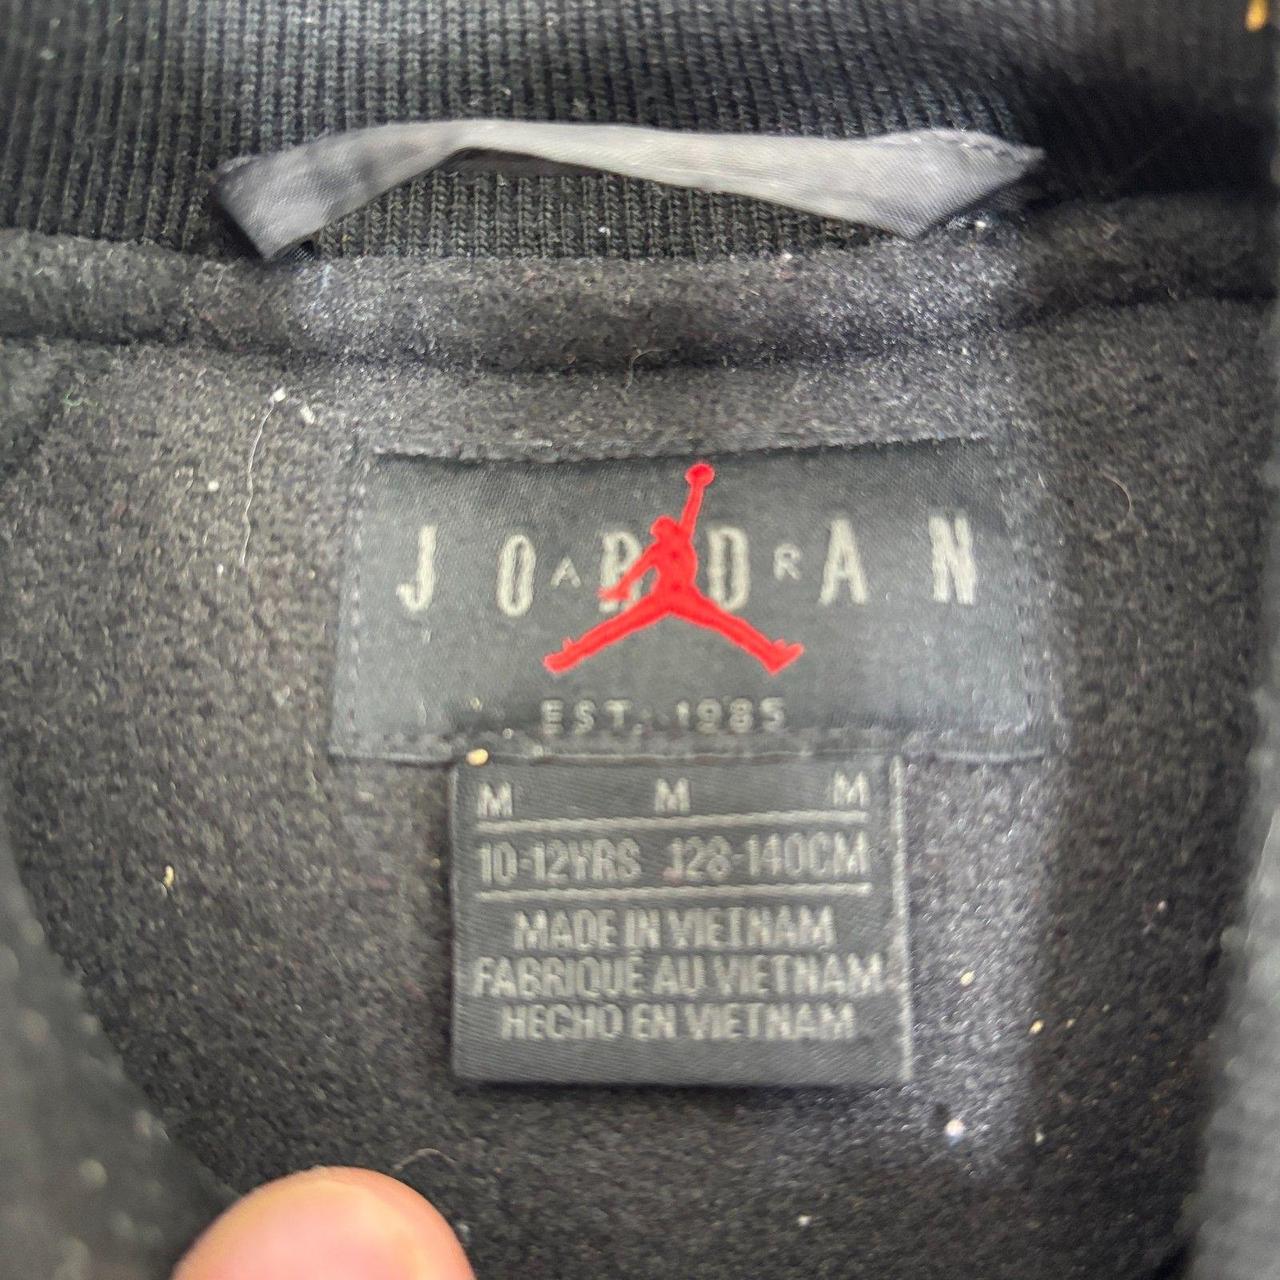 JORDAN
AIR
EST. 1985
M M M
10-12YRS 128-140CM
MADE IN VIETNAM
FABRIQUÉ AU VIETNAM
HECHO EN VIETNAM